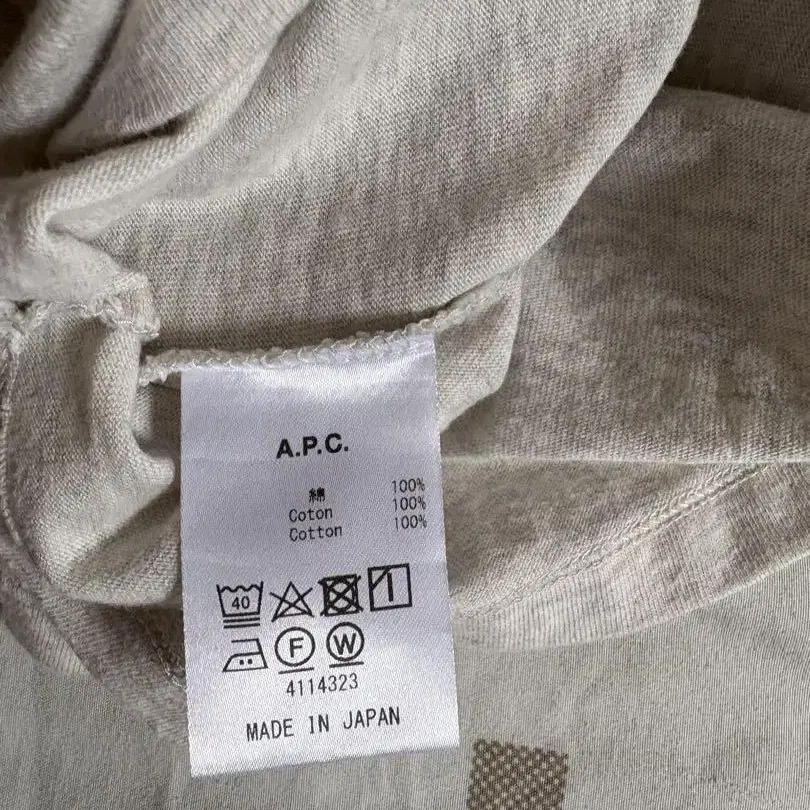 A.P.C.
綿 100%
Coton 100%
Cotton 100%
40
F W
4114323
MADE IN JAPAN